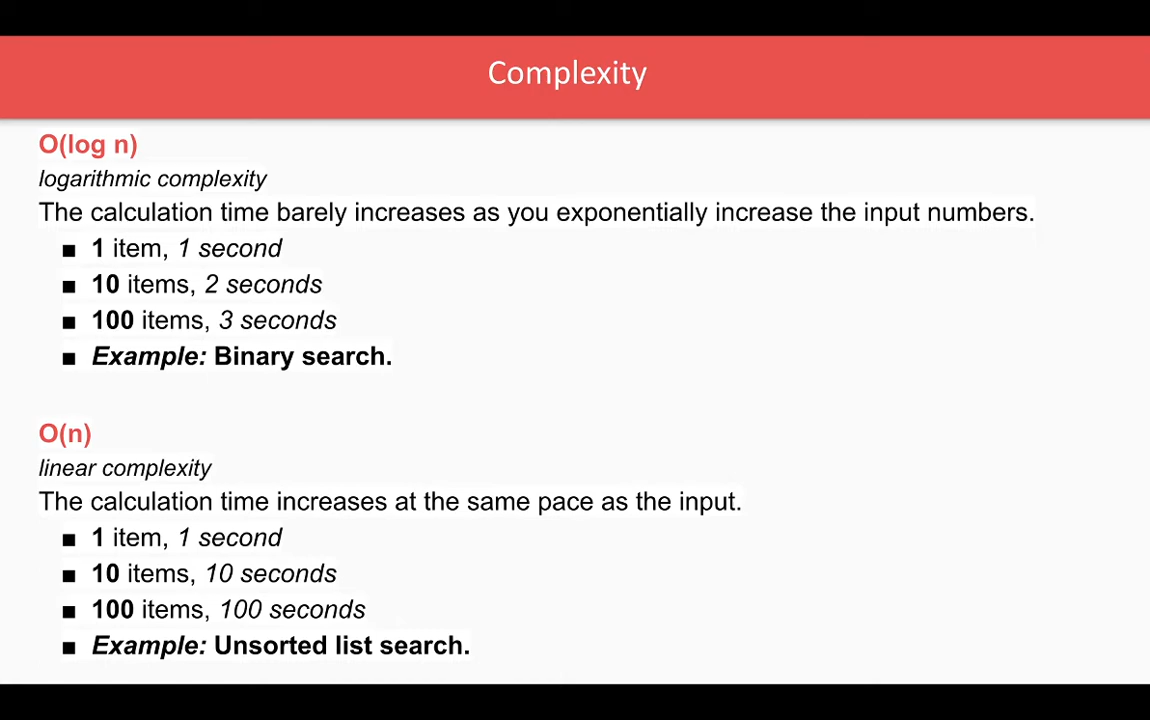 Complexity
O(log n)
logarithmic complexity
The calculation time barely increases as you exponentially increase the input numbers.
■ 1 item, 1 second
■ 10 items, 2 seconds
■ 100 items, 3 seconds
■ Example: Binary search.
O(n)
linear complexity
The calculation time increases at the same pace as the input.
■ 1 item, 1 second
■ 10 items, 10 seconds
■ 100 items, 100 seconds
■ Example: Unsorted list search.